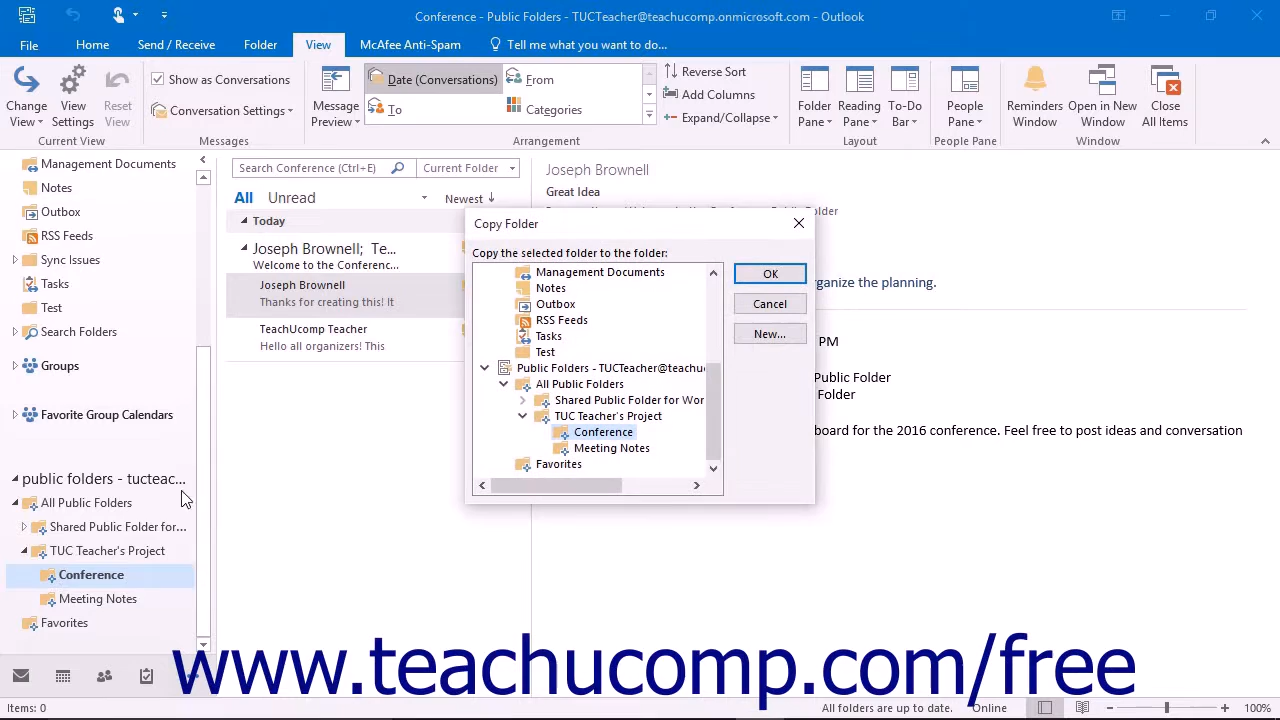 Conference - Public Folders - TUCTeacher@teachucomp.onmicrosoft.com - Outlook
File Home Send / Receive Folder View McAfee Anti-Spam Tell me what you want to do...
Change View
View Settings
Reset View
Current View
Show as Conversations
Conversation Settings
Messages
Message Preview
Date (Conversations)
From
To
Categories
Reverse Sort
Add Columns
Expand/Collapse
Arrangement
Folder Pane
Reading Pane
To-Do Bar
Layout
People Pane
People Pane
Reminders Window
Open in New Window
Close All Items
Window
Management Documents
Notes
Outbox
RSS Feeds
Sync Issues
Tasks
Test
Search Folders
Groups
Favorite Group Calendars
public folders - tucteac...
All Public Folders
Shared Public Folder for...
TUC Teacher's Project
Conference
Meeting Notes
Favorites
Search Conference (Ctrl+E)
Current Folder
All Unread
Newest
Today
Joseph Brownell; Te...
Welcome to the Conferenc...
Joseph Brownell
Thanks for creating this! It
TeachUcomp Teacher
Hello all organizers! This
Joseph Brownell
Great Idea
Folder
organize the planning.
PM
Public Folder
Folder
board for the 2016 conference. Feel free to post ideas and conversation
Copy Folder
Copy the selected folder to the folder:
Management Documents
Notes
Outbox
RSS Feeds
Tasks
Test
Public Folders - TUCTeacher@teachu
All Public Folders
Shared Public Folder for Wor
TUC Teacher's Project
Conference
Meeting Notes
Favorites
OK
Cancel
New...
www.teachucomp.com/free
Items: 0
All folders are up to date.
Online
100%